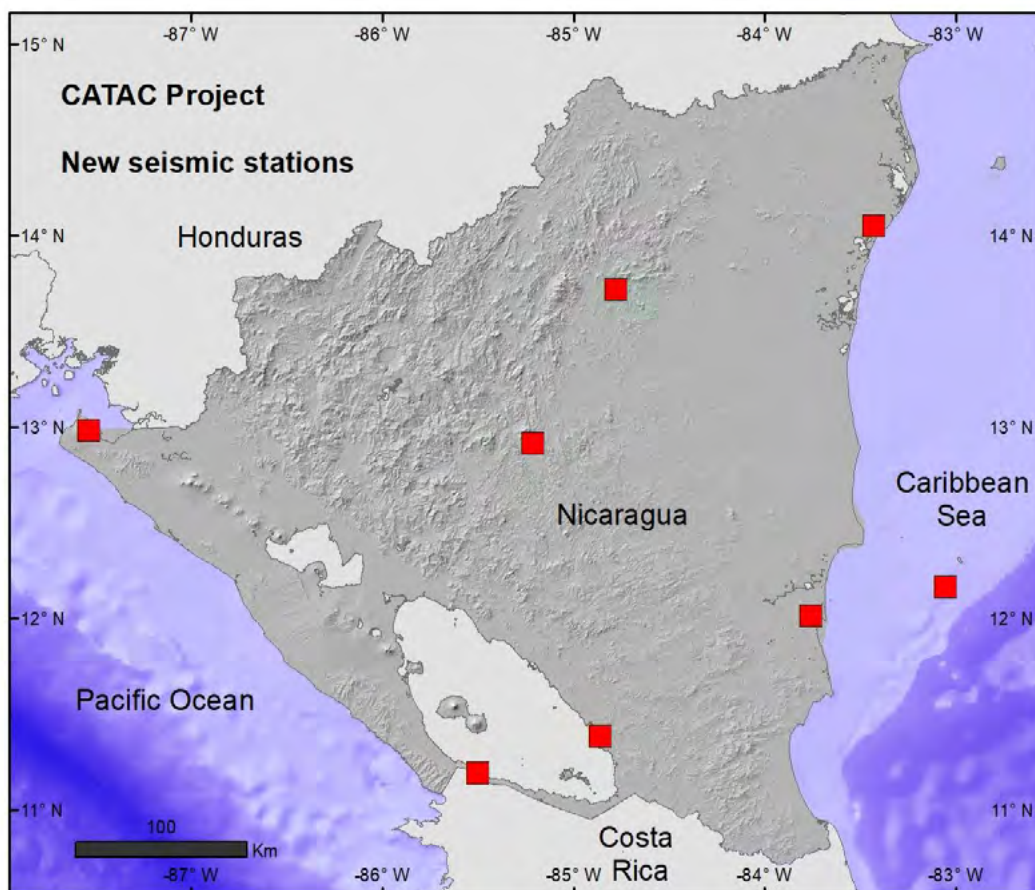 -87° W -86° W -85° W -84° W -83° W
15° N 15° N
CATAC Project
New seismic stations
Honduras
14° N 14° N
13° N 13° N
Caribbean
Sea
Nicaragua
12° N 12° N
Pacific Ocean
11° N 11° N
100
Km
Costa
Rica
-87° W -86° W -85° W -84° W -83° W